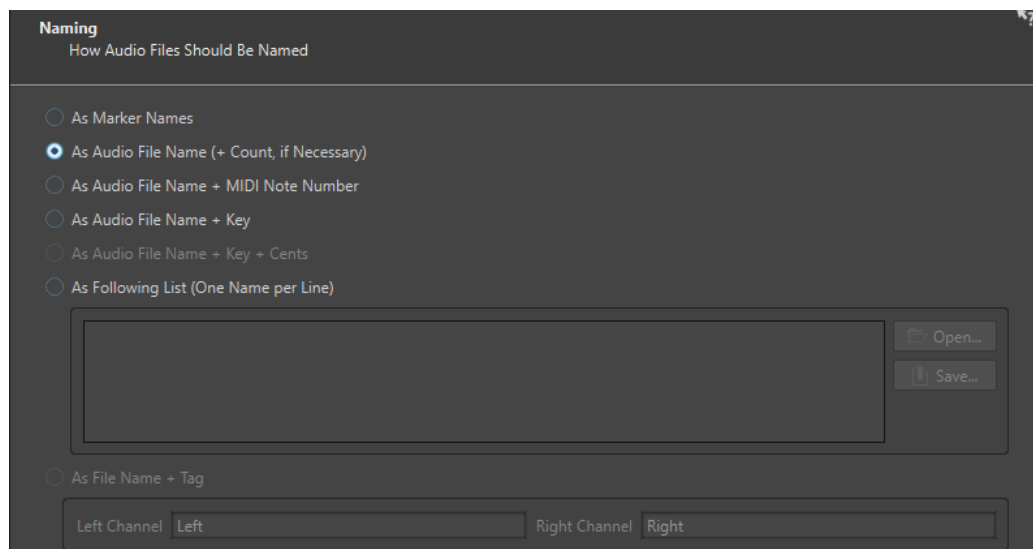 Naming
How Audio Files Should Be Named
As Marker Names
As Audio File Name (+ Count, if Necessary)
As Audio File Name + MIDI Note Number
As Audio File Name + Key
As Audio File Name + Key + Cents
As Following List (One Name per Line)
Open...
Save...
As File Name + Tag
Left Channel Left Right Channel Right